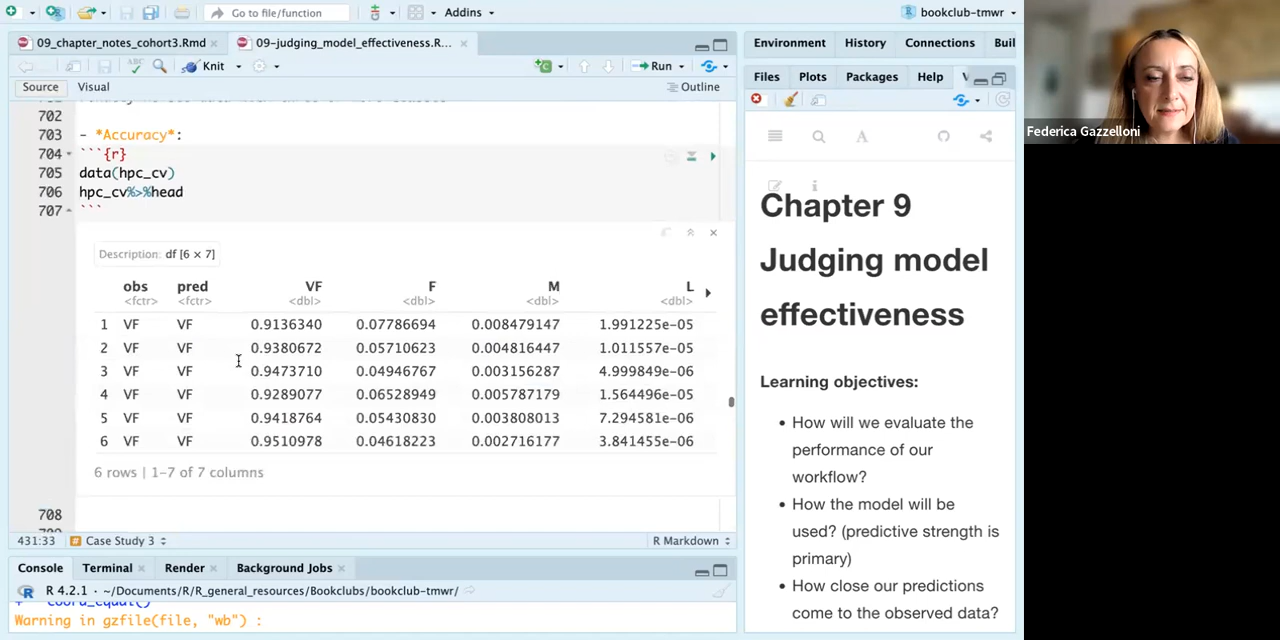 Go to file/function
Addins
bookclub-tmwr
09_chapter_notes_cohort3.Rmd
09-judging_model_effectiveness.R...
Environment
History
Connections
Buil
ABC
Knit
Run
Files
Plots
Packages
Help
Source
Visual
Outline
702
703
- *Accuracy*:
704
```{r}
705
data(hpc_cv)
706
hpc_cv%>%head
707
```
Description: df [6 × 7]
obs pred VF F M L
<fctr> <fctr> <dbl> <dbl> <dbl> <dbl>
1 VF VF 0.9136340 0.07786694 0.008479147 1.991225e-05
2 VF VF 0.9380672 0.05710623 0.004816447 1.011557e-05
3 VF VF 0.9473710 0.04946767 0.003156287 4.999849e-06
4 VF VF 0.9289077 0.06528949 0.005787179 1.564496e-05
5 VF VF 0.9418764 0.05430830 0.003808013 7.294581e-06
6 VF VF 0.9510978 0.04618223 0.002716177 3.841455e-06
6 rows | 1-7 of 7 columns
708
431:33
Case Study 3
R Markdown
Console
Terminal
Render
Background Jobs
R 4.2.1 · ~/Documents/R/R_general_resources/Bookclubs/bookclub-tmwr/
+ coord_equal()
Warning in gzfile(file, "wb") :
A
Chapter 9
Judging model
effectiveness
Learning objectives:
• How will we evaluate the
performance of our
workflow?
• How the model will be
used? (predictive strength is
primary)
• How close our predictions
come to the observed data?
Federica Gazzelloni